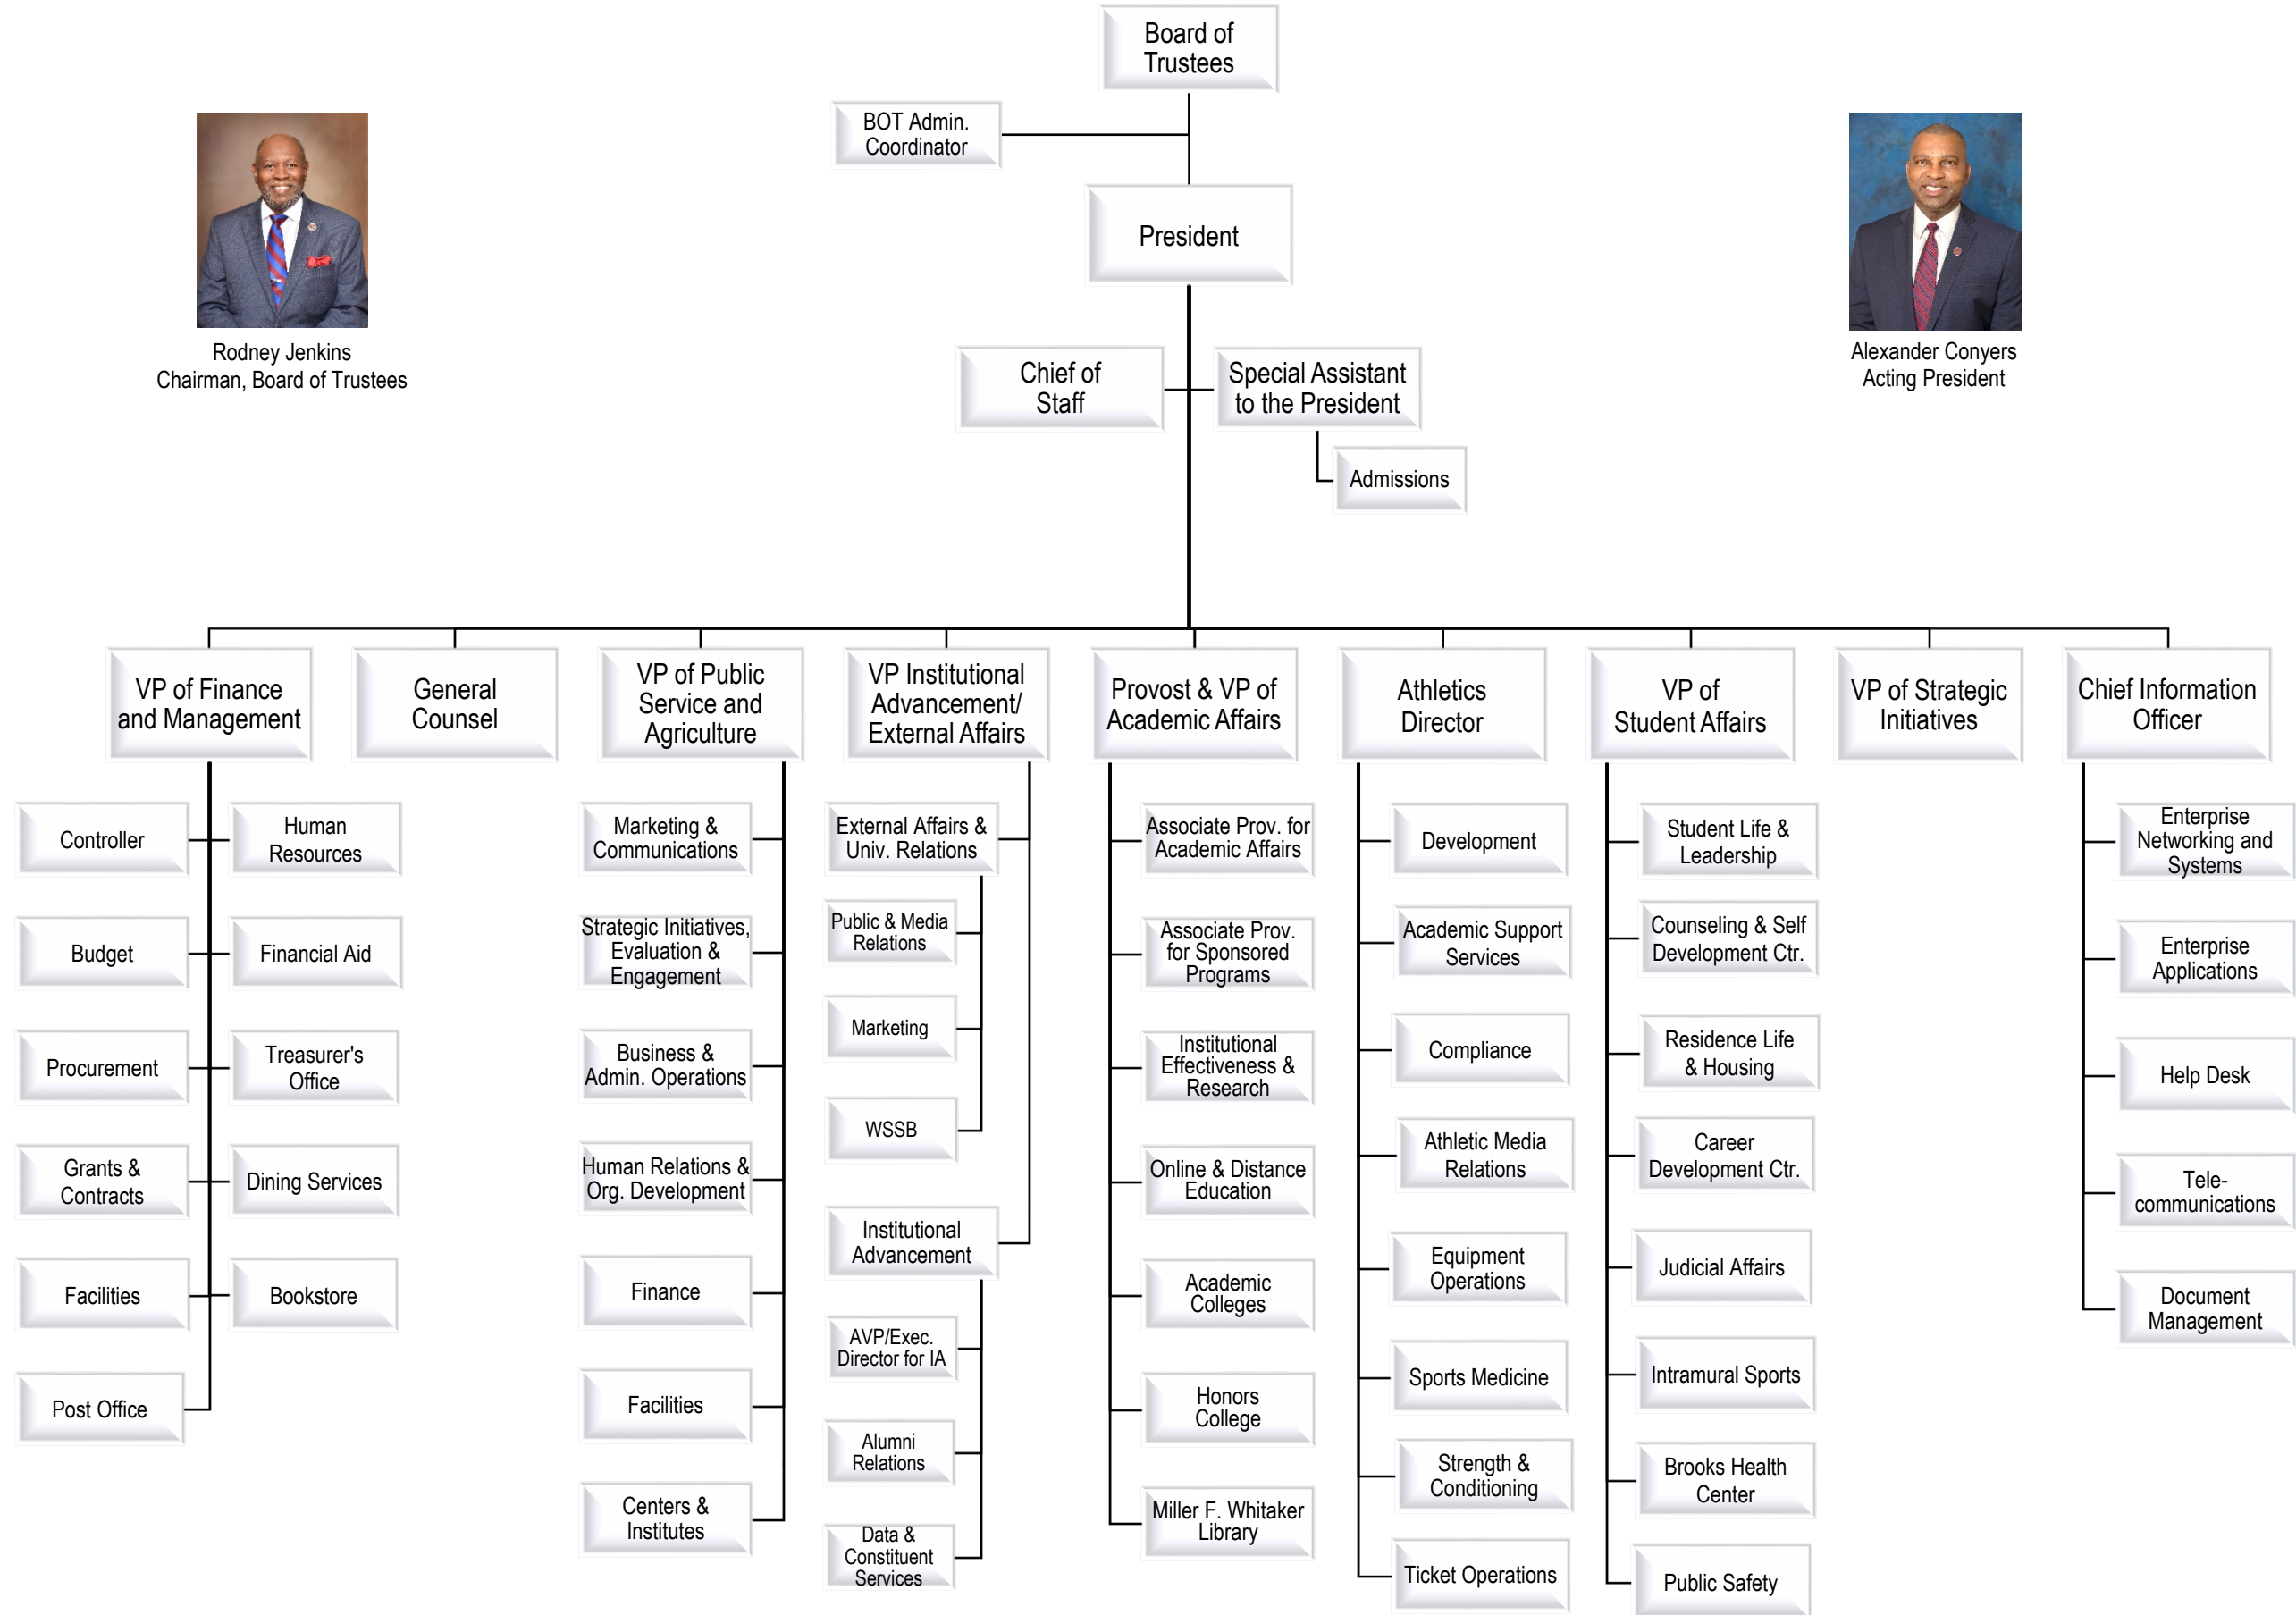 Board of
Trustees
BOT Admin.
Coordinator
President
Rodney Jenkins
Chairman, Board of Trustees
Alexander Conyers
Acting President
Chief of
Staff
Special Assistant
to the President
Admissions
VP of Finance
and Management
General
Counsel
VP of Public
Service and
Agriculture
VP Institutional
Advancement/
External Affairs
Provost & VP of
Academic Affairs
Athletics
Director
VP of
Student Affairs
VP of Strategic
Initiatives
Chief Information
Officer
Controller
Human
Resources
Budget
Financial Aid
Procurement
Treasurer's
Office
Grants &
Contracts
Dining Services
Facilities
Bookstore
Post Office
Marketing &
Communications
Strategic Initiatives,
Evaluation &
Engagement
Business &
Admin. Operations
Human Relations &
Org. Development
Finance
Facilities
Centers &
Institutes
External Affairs &
Univ. Relations
Public & Media
Relations
Marketing
WSSB
Institutional
Advancement
AVP/Exec.
Director for IA
Alumni
Relations
Data &
Constituent
Services
Associate Prov. for
Academic Affairs
Associate Prov.
for Sponsored
Programs
Institutional
Effectiveness &
Research
Online & Distance
Education
Academic
Colleges
Honors
College
Miller F. Whitaker
Library
Development
Academic Support
Services
Compliance
Athletic Media
Relations
Equipment
Operations
Sports Medicine
Strength &
Conditioning
Ticket Operations
Student Life &
Leadership
Counseling & Self
Development Ctr.
Residence Life
& Housing
Career
Development Ctr.
Judicial Affairs
Intramural Sports
Brooks Health
Center
Public Safety
Enterprise
Networking and
Systems
Enterprise
Applications
Help Desk
Tele-
communications
Document
Management